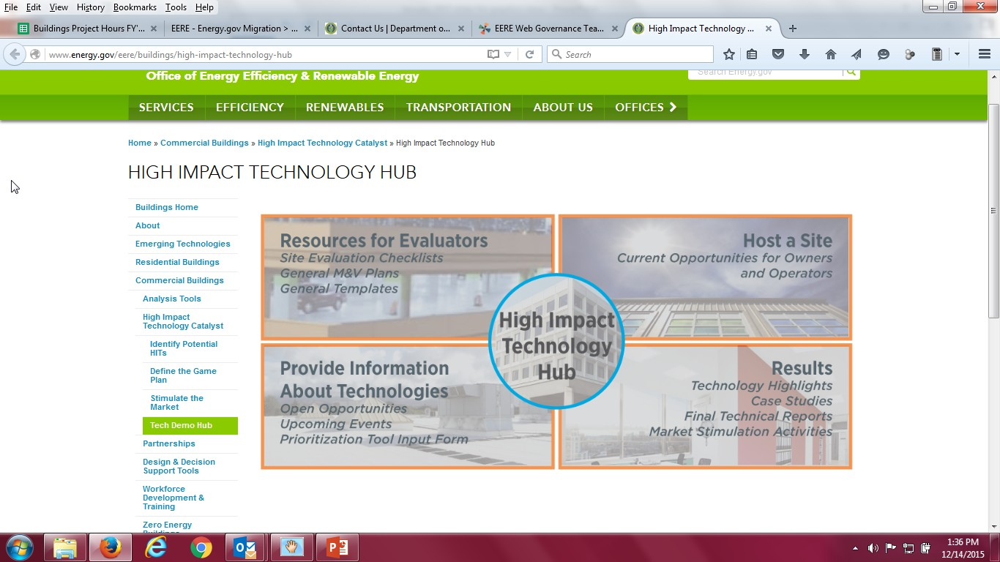 File Edit View History Bookmarks Tools Help
Buildings Project Hours FY'...
EERE - Energy.gov Migration > ...
Contact Us | Department o...
EERE Web Governance Tea...
High Impact Technology ...
www.energy.gov/eere/buildings/high-impact-technology-hub
Search
Office of Energy Efficiency & Renewable Energy
Search Energy.gov
SERVICES EFFICIENCY RENEWABLES TRANSPORTATION ABOUT US OFFICES
Home » Commercial Buildings » High Impact Technology Catalyst » High Impact Technology Hub
HIGH IMPACT TECHNOLOGY HUB
Buildings Home
About
Emerging Technologies
Residential Buildings
Commercial Buildings
Analysis Tools
High Impact
Technology Catalyst
Identify Potential
HITs
Define the Game
Plan
Stimulate the
Market
Tech Demo Hub
Partnerships
Design & Decision
Support Tools
Workforce
Development &
Training
Zero Energy
Buildings
Resources for Evaluators
Site Evaluation Checklists
General M&V Plans
General Templates
Host a Site
Current Opportunities for Owners
and Operators
High Impact
Technology
Hub
Provide Information
About Technologies
Open Opportunities
Upcoming Events
Prioritization Tool Input Form
Results
Technology Highlights
Case Studies
Final Technical Reports
Market Stimulation Activities
1:36 PM
12/14/2015